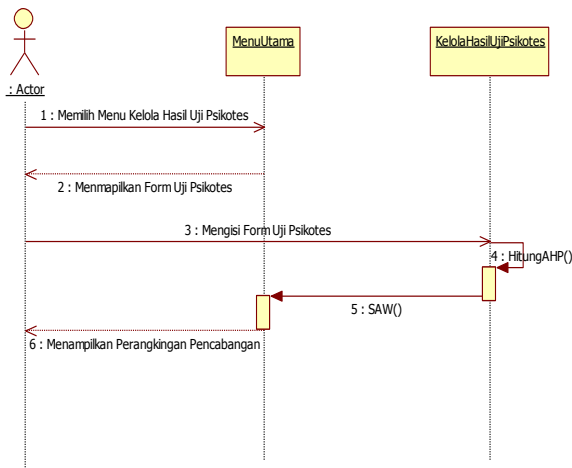 MenuUtama
KelolaHasilUjiPsikotes
: Actor
1 : Memilih Menu Kelola Hasil Uji Psikotes
2 : Menmapilkan Form Uji Psikotes
3 : Mengisi Form Uji Psikotes
4 : HitungAHP()
5 : SAW()
6 : Menampilkan Perangkingan Pencabangan